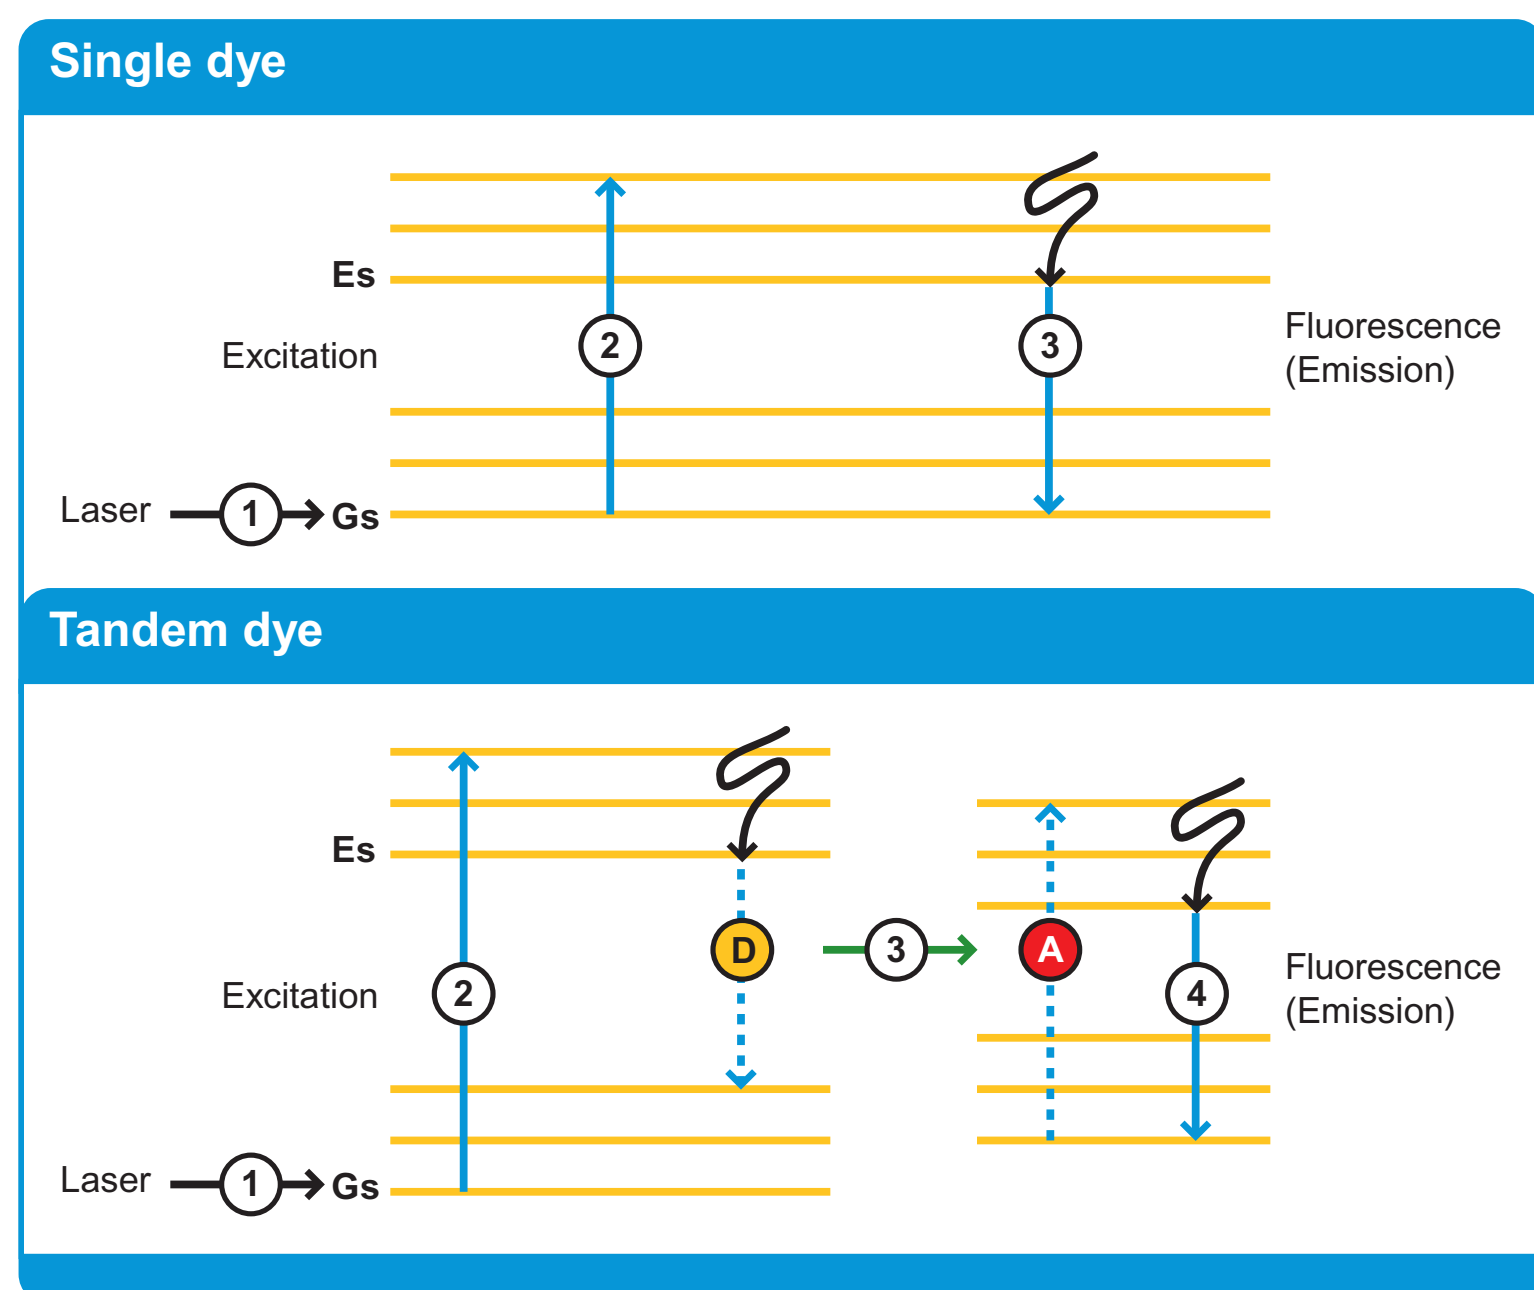 Single dye
Es
Excitation
2
3
Fluorescence
(Emission)
Laser
1
Gs
Tandem dye
Es
D
3
A
Excitation
2
4
Fluorescence
(Emission)
Laser
1
Gs